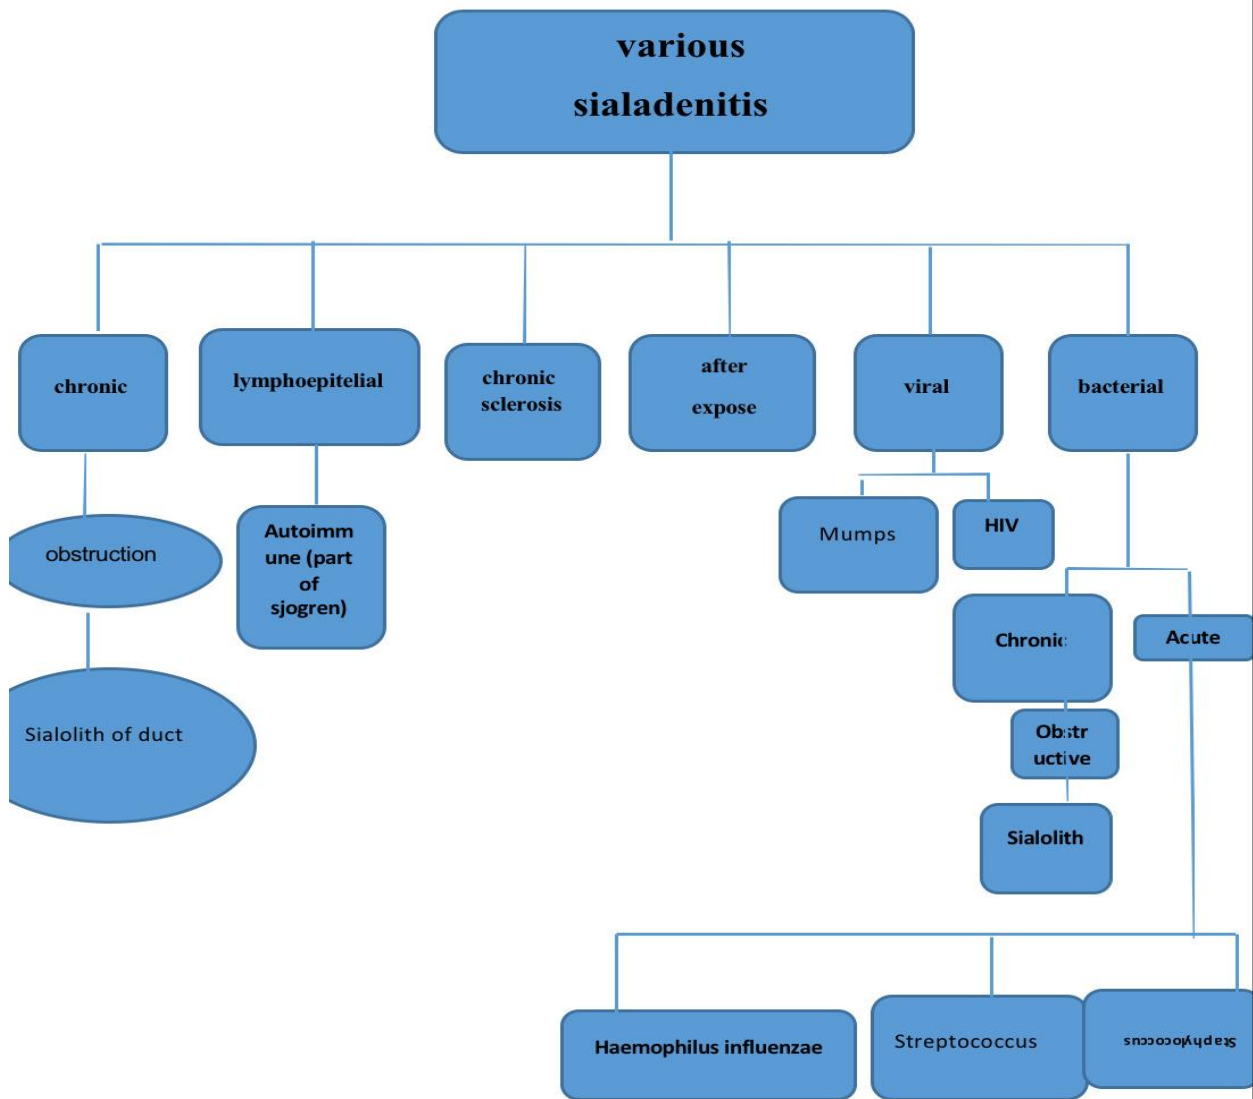 various
sialadenitis
chronic
lymphoepitelial
chronic
sclerosis
after
expose
viral
bacterial
obstruction
Autoimm
une (part
of
sjogren)
Mumps
HIV
Chronic
Acute
Sialolith of duct
Obstr
uctive
Sialolith
Haemophilus influenzae
Streptococcus
Staphylococcus